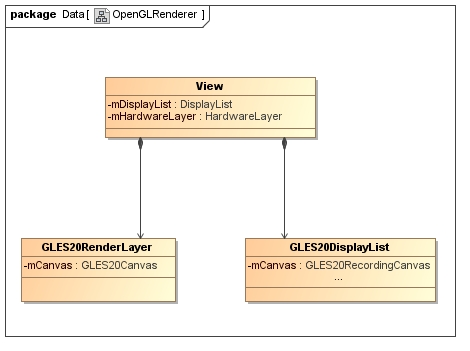 package Data[ OpenGLRenderer ]
View
-mDisplayList : DisplayList
-mHardwareLayer : HardwareLayer
GLES20RenderLayer
-mCanvas : GLES20Canvas
GLES20DisplayList
-mCanvas : GLES20RecordingCanvas
...